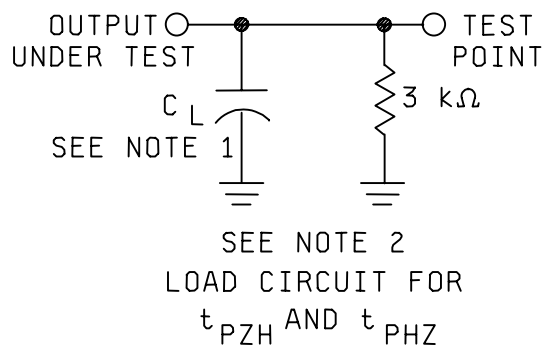 OUTPUT
UNDER TEST
TEST
POINT
CL
SEE NOTE 1
3 kΩ
SEE NOTE 2
LOAD CIRCUIT FOR
tPZH AND tPHZ